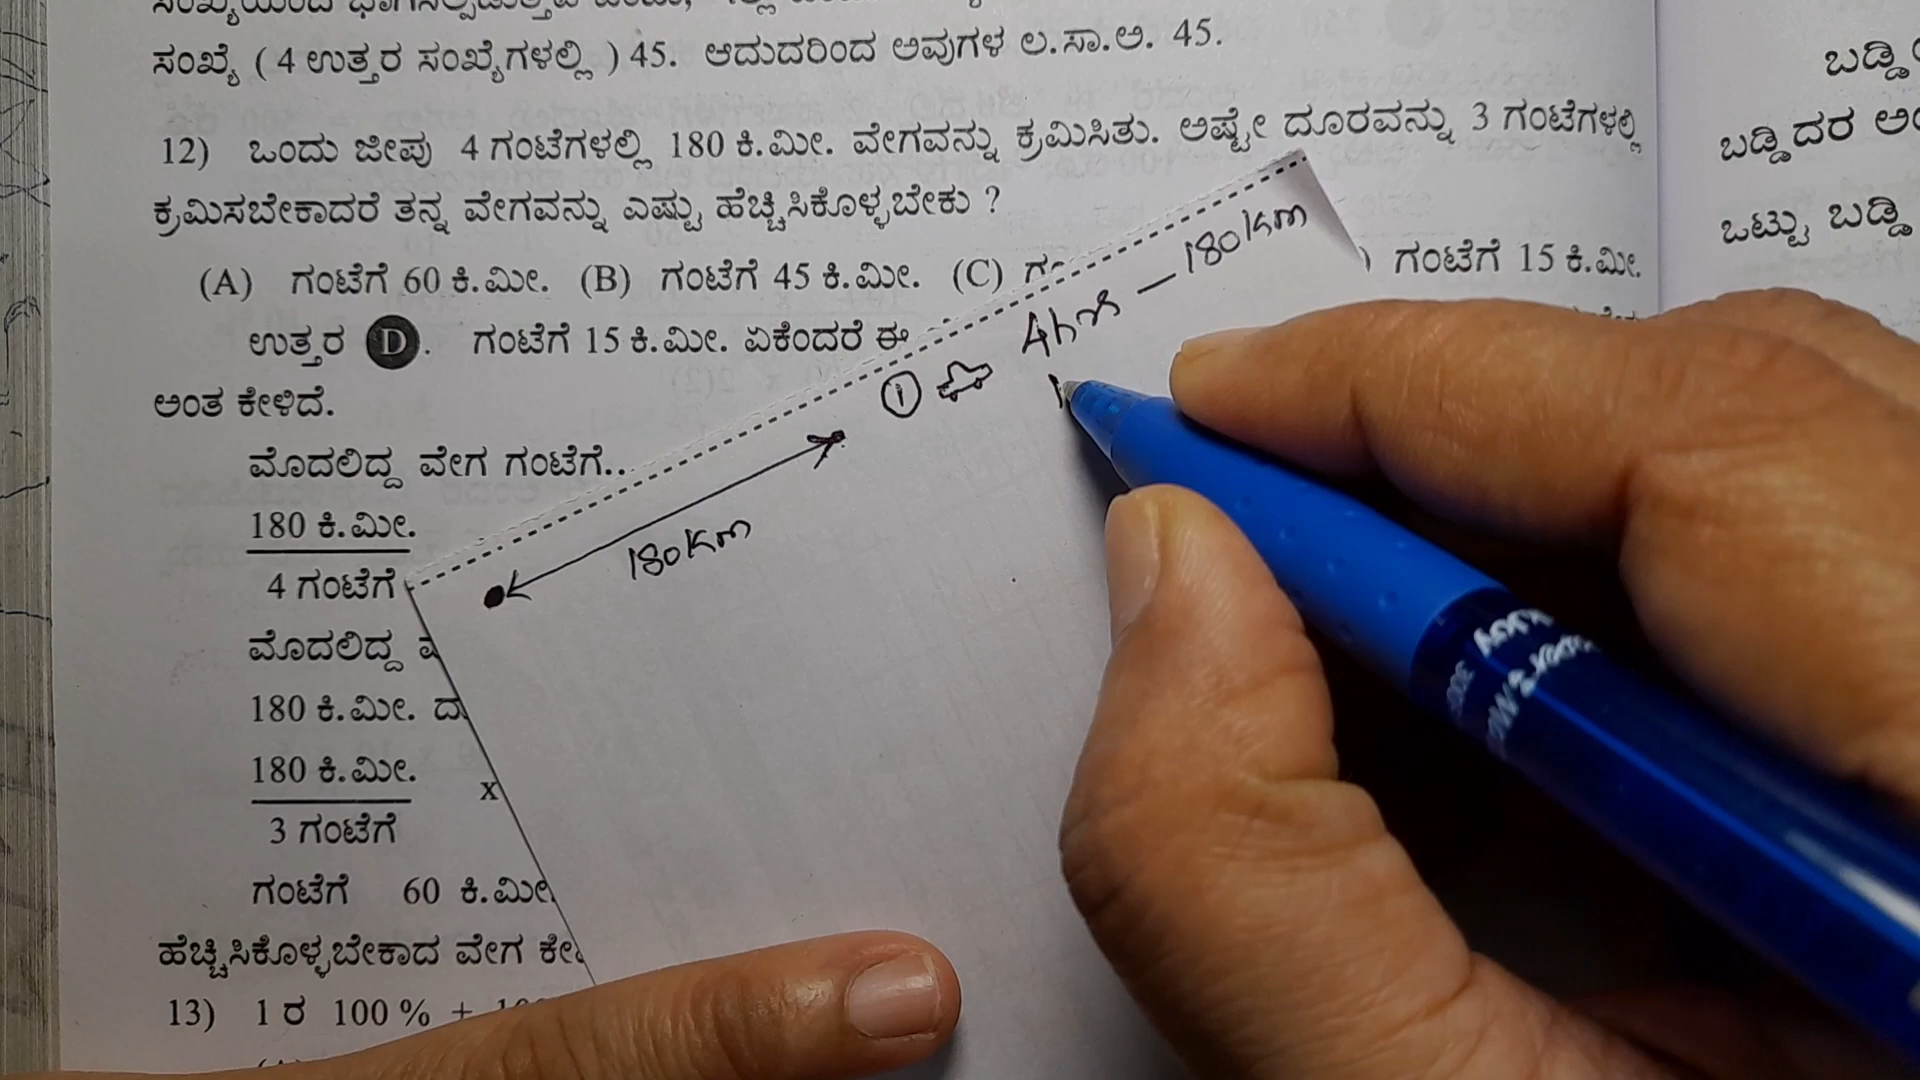 ಸಂಖ್ಯೆ ( 4 ಉತ್ತರ ಸಂಖ್ಯೆಗಳಲ್ಲಿ ) 45. ಆದುದರಿಂದ ಅವುಗಳ ಲ.ಸಾ.ಅ. 45.
12) ಒಂದು ಜೀಪು 4 ಗಂಟೆಗಳಲ್ಲಿ 180 ಕಿ.ಮೀ. ವೇಗವನ್ನು ಕ್ರಮಿಸಿತು. ಅಷ್ಟೇ ದೂರವನ್ನು 3 ಗಂಟೆಗಳಲ್ಲಿ
ಕ್ರಮಿಸಬೇಕಾದರೆ ತನ್ನ ವೇಗವನ್ನು ಎಷ್ಟು ಹೆಚ್ಚಿಸಿಕೊಳ್ಳಬೇಕು ?
(A) ಗಂಟೆಗೆ 60 ಕಿ.ಮೀ. (B) ಗಂಟೆಗೆ 45 ಕಿ.ಮೀ. (C) ) ಗಂಟೆಗೆ 15 ಕಿ.ಮೀ.
ಉತ್ತರ D. ಗಂಟೆಗೆ 15 ಕಿ.ಮೀ. ಏಕೆಂದರೆ ಈ
ಅಂತ ಕೇಳಿದೆ.
ಮೊದಲಿದ್ದ ವೇಗ ಗಂಟೆಗೆ..
180 ಕಿ.ಮೀ.
4 ಗಂಟೆಗೆ
ಮೊದಲಿದ್ದ
180 ಕಿ.ಮೀ.
180 ಕಿ.ಮೀ. x
3 ಗಂಟೆಗೆ
ಗಂಟೆಗೆ 60 ಕಿ.ಮೀ
ಹೆಚ್ಚಿಸಿಕೊಳ್ಳಬೇಕಾದ ವೇಗ
13) 1 ರ 100 % +
1 4hrs — 180km
180km
ಬಡ್ಡಿ
ಬಡ್ಡಿದರ
ಒಟ್ಟು ಬಡ್ಡಿ